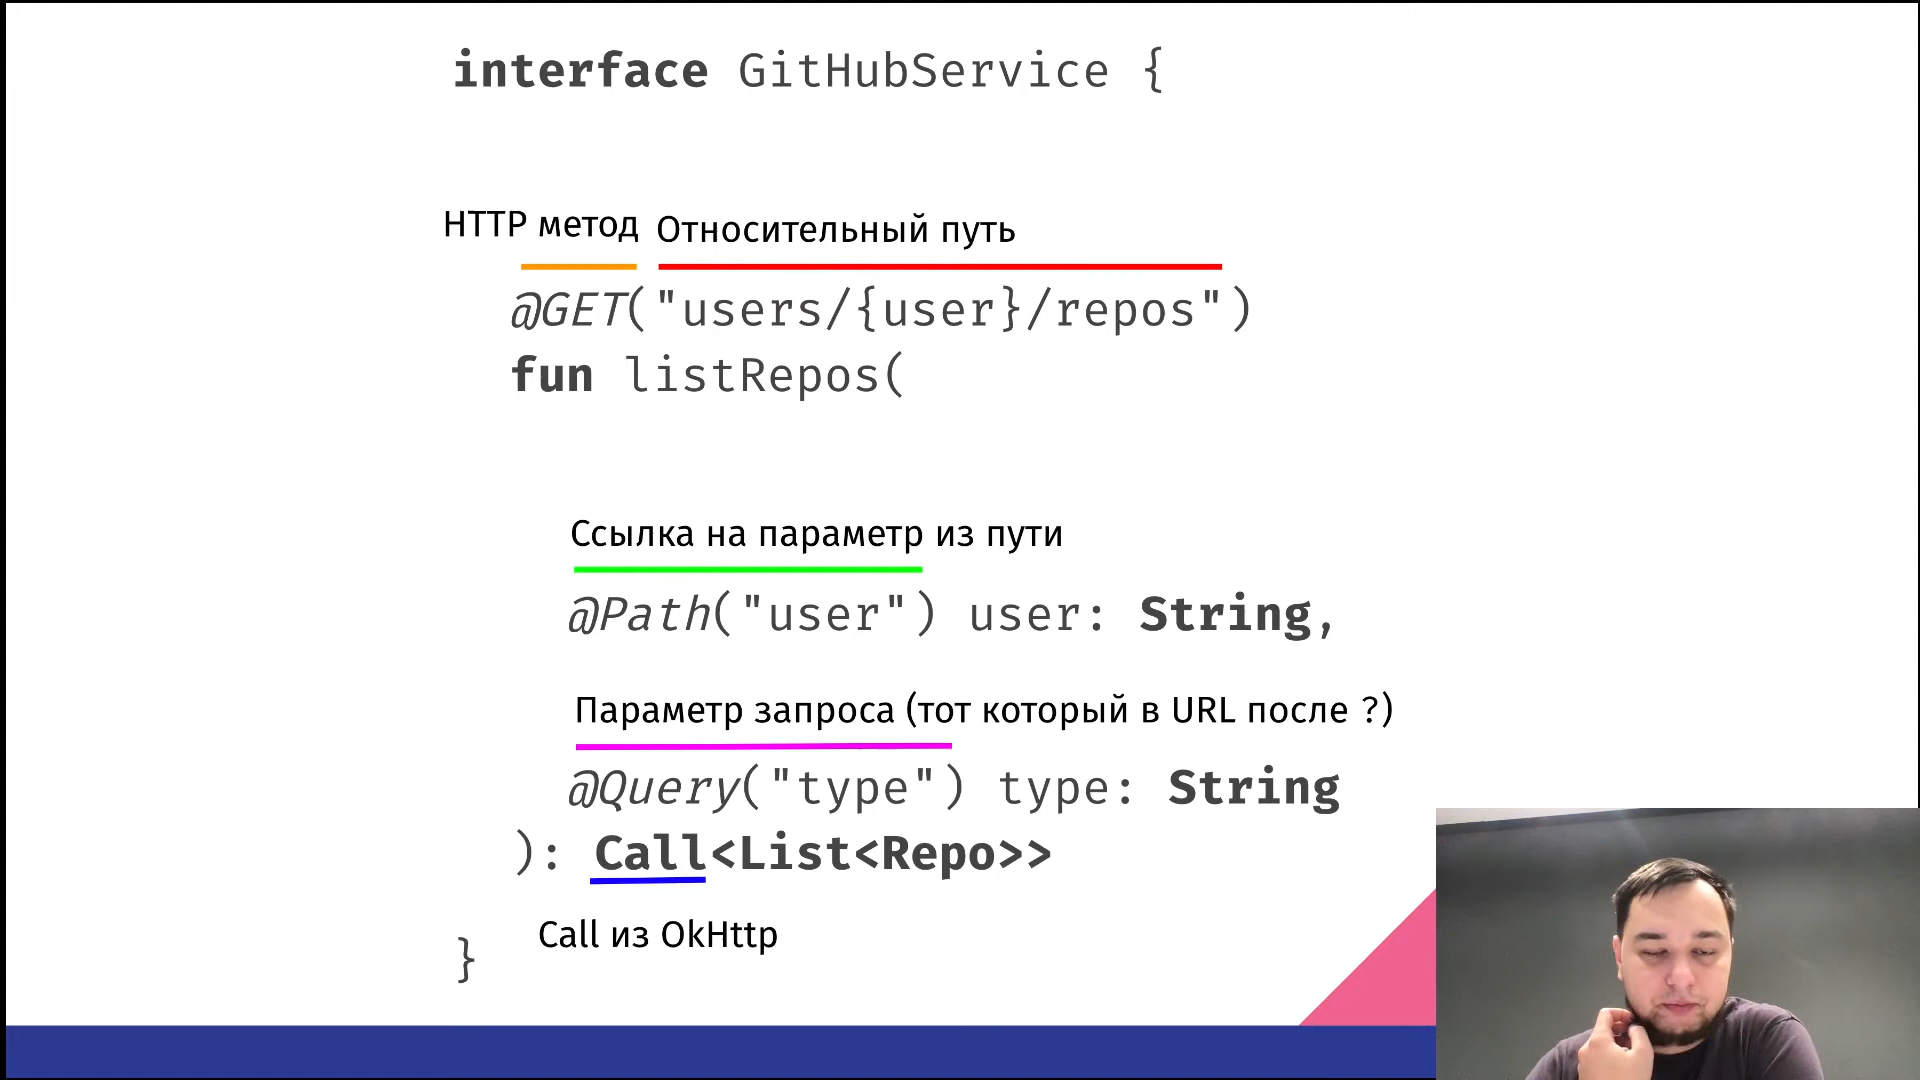 interface GitHubService {
HTTP метод Относительный путь
@GET("users/{user}/repos")
fun listRepos(
Ссылка на параметр из пути
@Path("user") user: String,
Параметр запроса (тот который в URL после ?)
@Query("type") type: String
): Call<List<Repo>>
Call из OkHttp
}